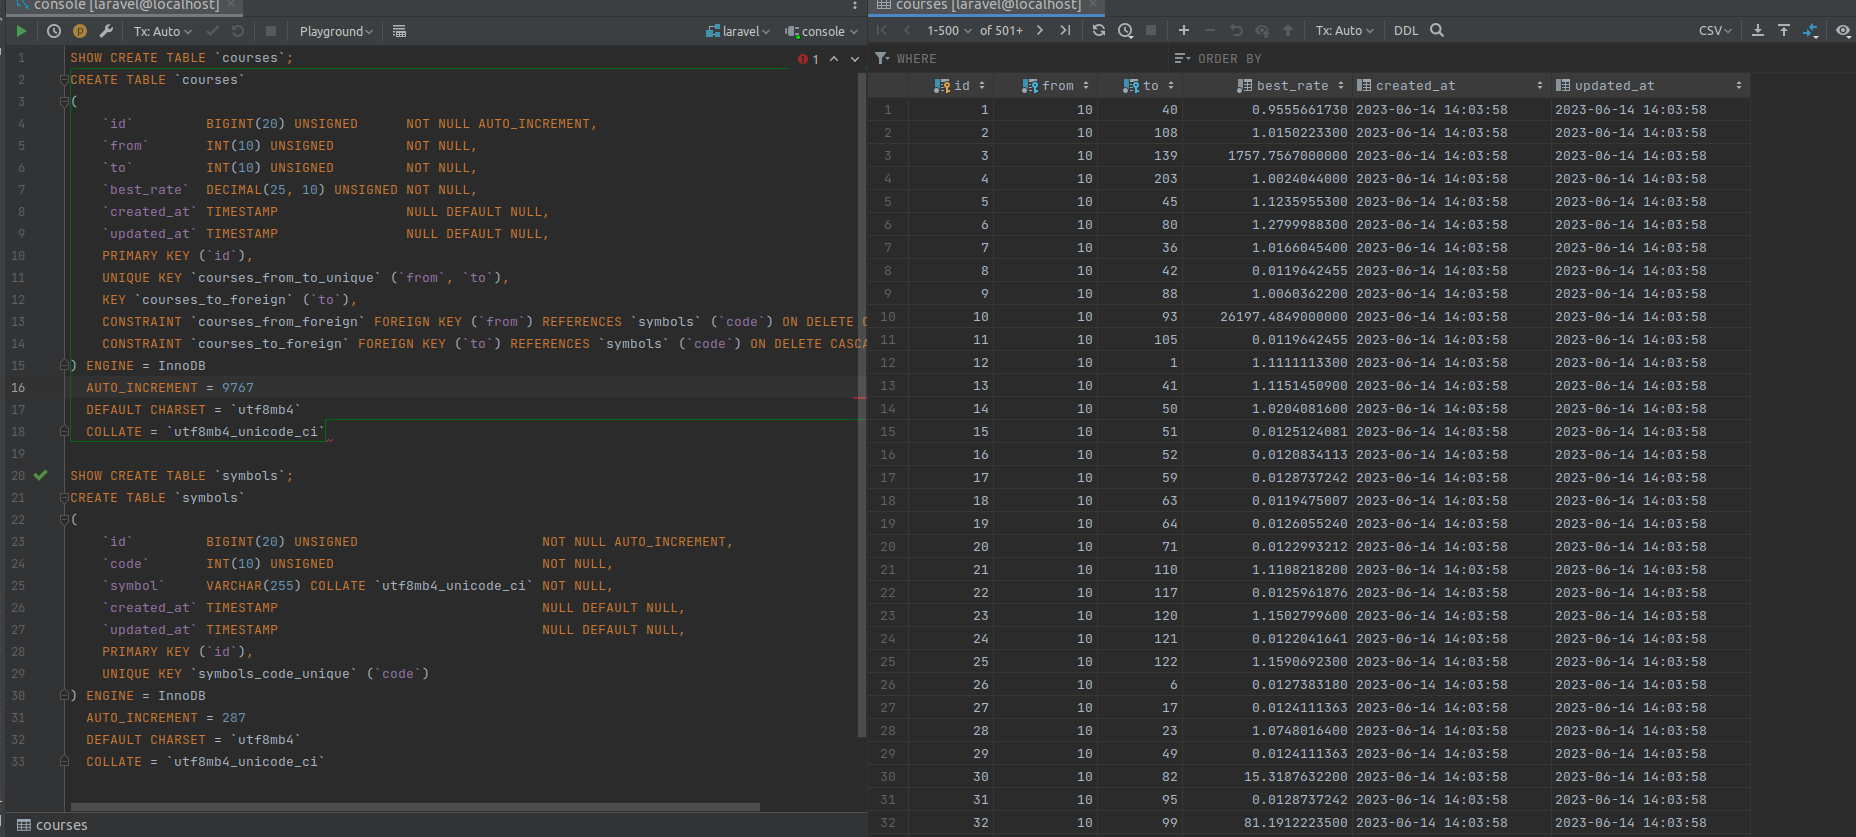 console [laravel@localhost]
Tx: Auto
Playground
laravel
console
1 SHOW CREATE TABLE `courses`;
1
2 CREATE TABLE `courses`
3 (
4 `id` BIGINT(20) UNSIGNED NOT NULL AUTO_INCREMENT,
5 `from` INT(10) UNSIGNED NOT NULL,
6 `to` INT(10) UNSIGNED NOT NULL,
7 `best_rate` DECIMAL(25, 10) UNSIGNED NOT NULL,
8 `created_at` TIMESTAMP NULL DEFAULT NULL,
9 `updated_at` TIMESTAMP NULL DEFAULT NULL,
10 PRIMARY KEY (`id`),
11 UNIQUE KEY `courses_from_to_unique` (`from`, `to`),
12 KEY `courses_to_foreign` (`to`),
13 CONSTRAINT `courses_from_foreign` FOREIGN KEY (`from`) REFERENCES `symbols` (`code`) ON DELETE
14 CONSTRAINT `courses_to_foreign` FOREIGN KEY (`to`) REFERENCES `symbols` (`code`) ON DELETE CASCA
15 ) ENGINE = InnoDB
16 AUTO_INCREMENT = 9767
17 DEFAULT CHARSET = `utf8mb4`
18 COLLATE = `utf8mb4_unicode_ci`
19
20 SHOW CREATE TABLE `symbols`;
21 CREATE TABLE `symbols`
22 (
23 `id` BIGINT(20) UNSIGNED NOT NULL AUTO_INCREMENT,
24 `code` INT(10) UNSIGNED NOT NULL,
25 `symbol` VARCHAR(255) COLLATE `utf8mb4_unicode_ci` NOT NULL,
26 `created_at` TIMESTAMP NULL DEFAULT NULL,
27 `updated_at` TIMESTAMP NULL DEFAULT NULL,
28 PRIMARY KEY (`id`),
29 UNIQUE KEY `symbols_code_unique` (`code`)
30 ) ENGINE = InnoDB
31 AUTO_INCREMENT = 287
32 DEFAULT CHARSET = `utf8mb4`
33 COLLATE = `utf8mb4_unicode_ci`
courses
courses [laravel@localhost]
1-500 of 501+ Tx: Auto DDL CSV
WHERE ORDER BY
id from to best_rate created_at updated_at
1 1 10 40 0.9555661730 2023-06-14 14:03:58 2023-06-14 14:03:58
2 2 10 108 1.0150223300 2023-06-14 14:03:58 2023-06-14 14:03:58
3 3 10 139 1757.7567000000 2023-06-14 14:03:58 2023-06-14 14:03:58
4 4 10 203 1.0024044000 2023-06-14 14:03:58 2023-06-14 14:03:58
5 5 10 45 1.1235955300 2023-06-14 14:03:58 2023-06-14 14:03:58
6 6 10 80 1.2799988300 2023-06-14 14:03:58 2023-06-14 14:03:58
7 7 10 36 1.0166045400 2023-06-14 14:03:58 2023-06-14 14:03:58
8 8 10 42 0.0119642455 2023-06-14 14:03:58 2023-06-14 14:03:58
9 9 10 88 1.0060362200 2023-06-14 14:03:58 2023-06-14 14:03:58
10 10 10 93 26197.4849000000 2023-06-14 14:03:58 2023-06-14 14:03:58
11 11 10 105 0.0119642455 2023-06-14 14:03:58 2023-06-14 14:03:58
12 12 10 1 1.1111113300 2023-06-14 14:03:58 2023-06-14 14:03:58
13 13 10 41 1.1151450900 2023-06-14 14:03:58 2023-06-14 14:03:58
14 14 10 50 1.0204081600 2023-06-14 14:03:58 2023-06-14 14:03:58
15 15 10 51 0.0125124081 2023-06-14 14:03:58 2023-06-14 14:03:58
16 16 10 52 0.0120834113 2023-06-14 14:03:58 2023-06-14 14:03:58
17 17 10 59 0.0128737242 2023-06-14 14:03:58 2023-06-14 14:03:58
18 18 10 63 0.0119475007 2023-06-14 14:03:58 2023-06-14 14:03:58
19 19 10 64 0.0126055240 2023-06-14 14:03:58 2023-06-14 14:03:58
20 20 10 71 0.0122993212 2023-06-14 14:03:58 2023-06-14 14:03:58
21 21 10 110 1.1108218200 2023-06-14 14:03:58 2023-06-14 14:03:58
22 22 10 117 0.0125961876 2023-06-14 14:03:58 2023-06-14 14:03:58
23 23 10 120 1.1502799600 2023-06-14 14:03:58 2023-06-14 14:03:58
24 24 10 121 0.0122041641 2023-06-14 14:03:58 2023-06-14 14:03:58
25 25 10 122 1.1590692300 2023-06-14 14:03:58 2023-06-14 14:03:58
26 26 10 6 0.0127383180 2023-06-14 14:03:58 2023-06-14 14:03:58
27 27 10 17 0.0124111363 2023-06-14 14:03:58 2023-06-14 14:03:58
28 28 10 23 1.0748016400 2023-06-14 14:03:58 2023-06-14 14:03:58
29 29 10 49 0.0124111363 2023-06-14 14:03:58 2023-06-14 14:03:58
30 30 10 82 15.3187632200 2023-06-14 14:03:58 2023-06-14 14:03:58
31 31 10 95 0.0128737242 2023-06-14 14:03:58 2023-06-14 14:03:58
32 32 10 99 81.1912223500 2023-06-14 14:03:58 2023-06-14 14:03:58